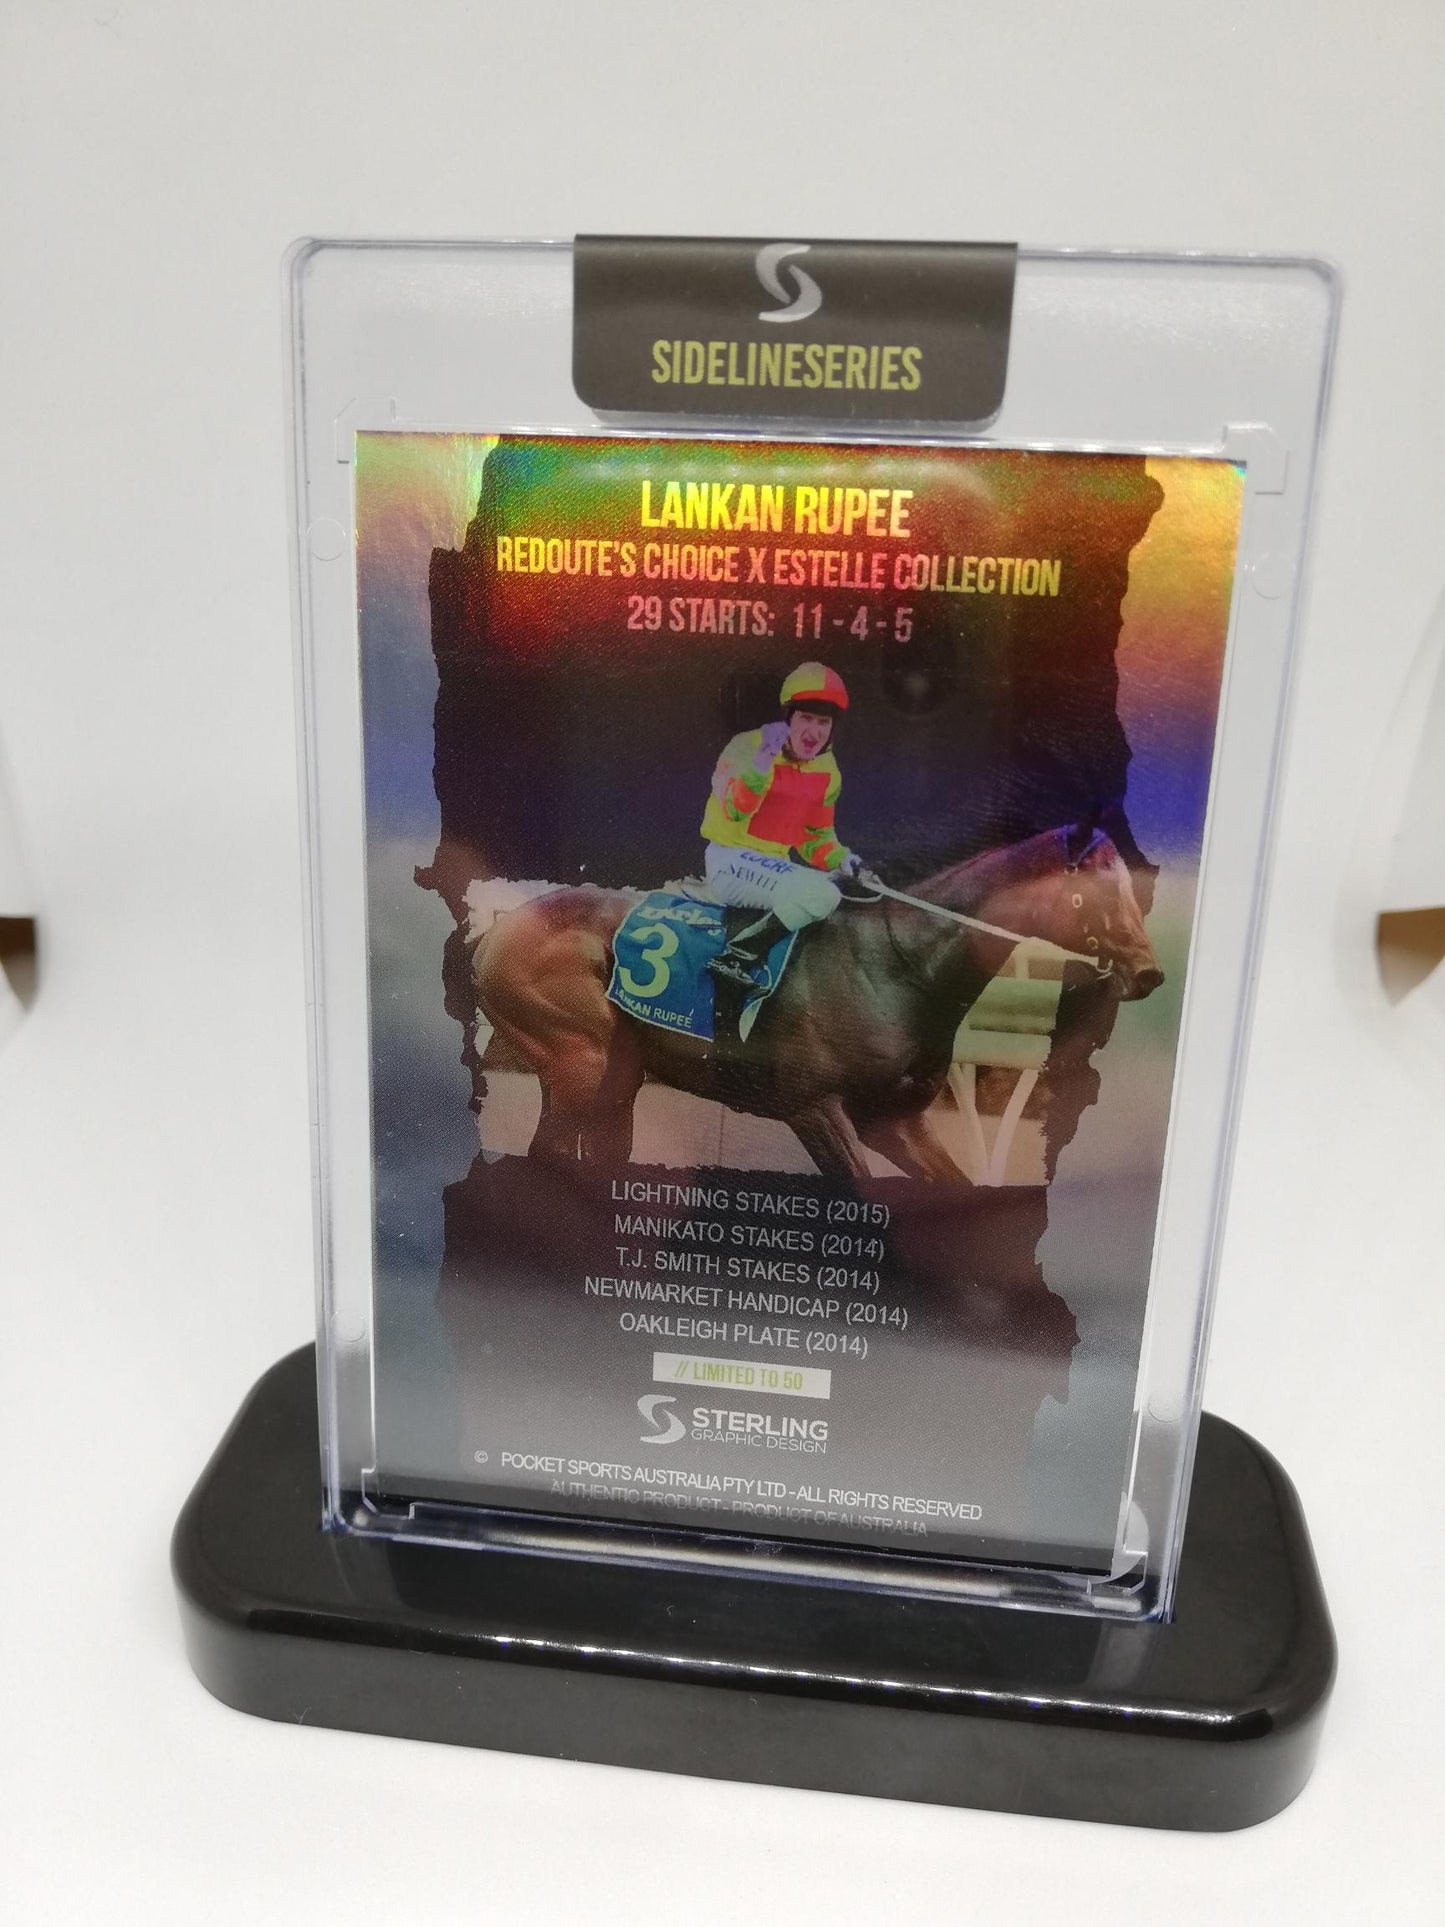 SIDELINESERIES
LANKAN RUPEE
REDOUTE'S CHOICE X ESTELLE COLLECTION
29 STARTS: 11 - 4 - 5
NEWITT
3
LANKAN RUPEE
LIGHTNING STAKES (2015)
MANIKATO STAKES (2014)
T.J. SMITH STAKES (2014)
NEWMARKET HANDICAP (2014)
OAKLEIGH PLATE (2014)
// LIMITED TO 50
STERLING
GRAPHIC DESIGN
© POCKET SPORTS AUSTRALIA PTY LTD - ALL RIGHTS RESERVED
AUTHENTIC PRODUCT - PRODUCT OF AUSTRALIA